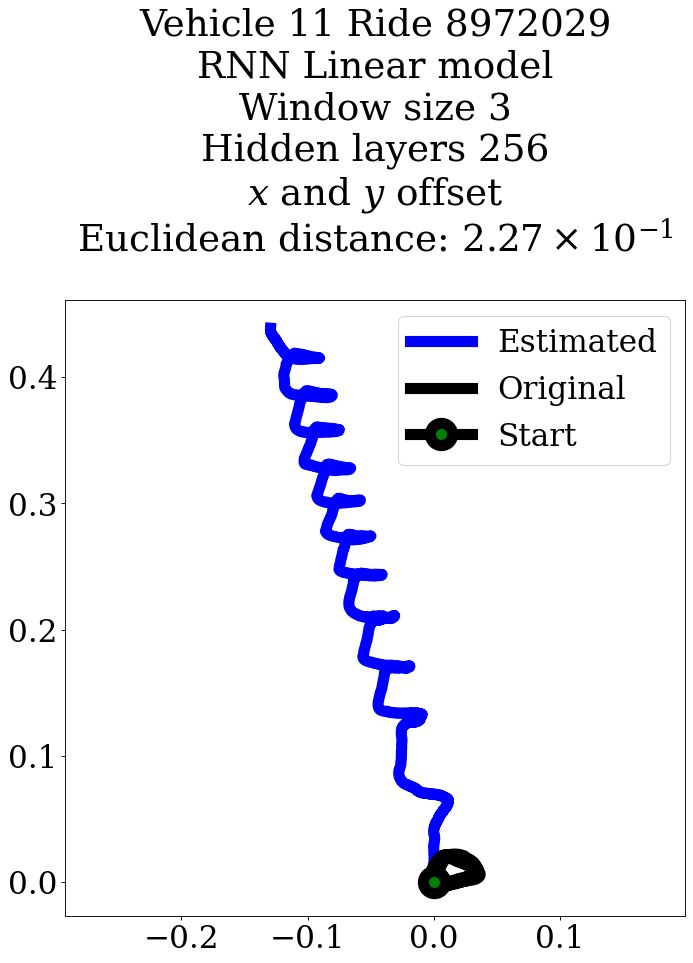 Vehicle 11 Ride 8972029
RNN Linear model
Window size 3
Hidden layers 256
x and y offset
Euclidean distance: 2.27 × 10⁻¹
Estimated
Original
Start
0.4
0.3
0.2
0.1
0.0
−0.2 −0.1 0.0 0.1